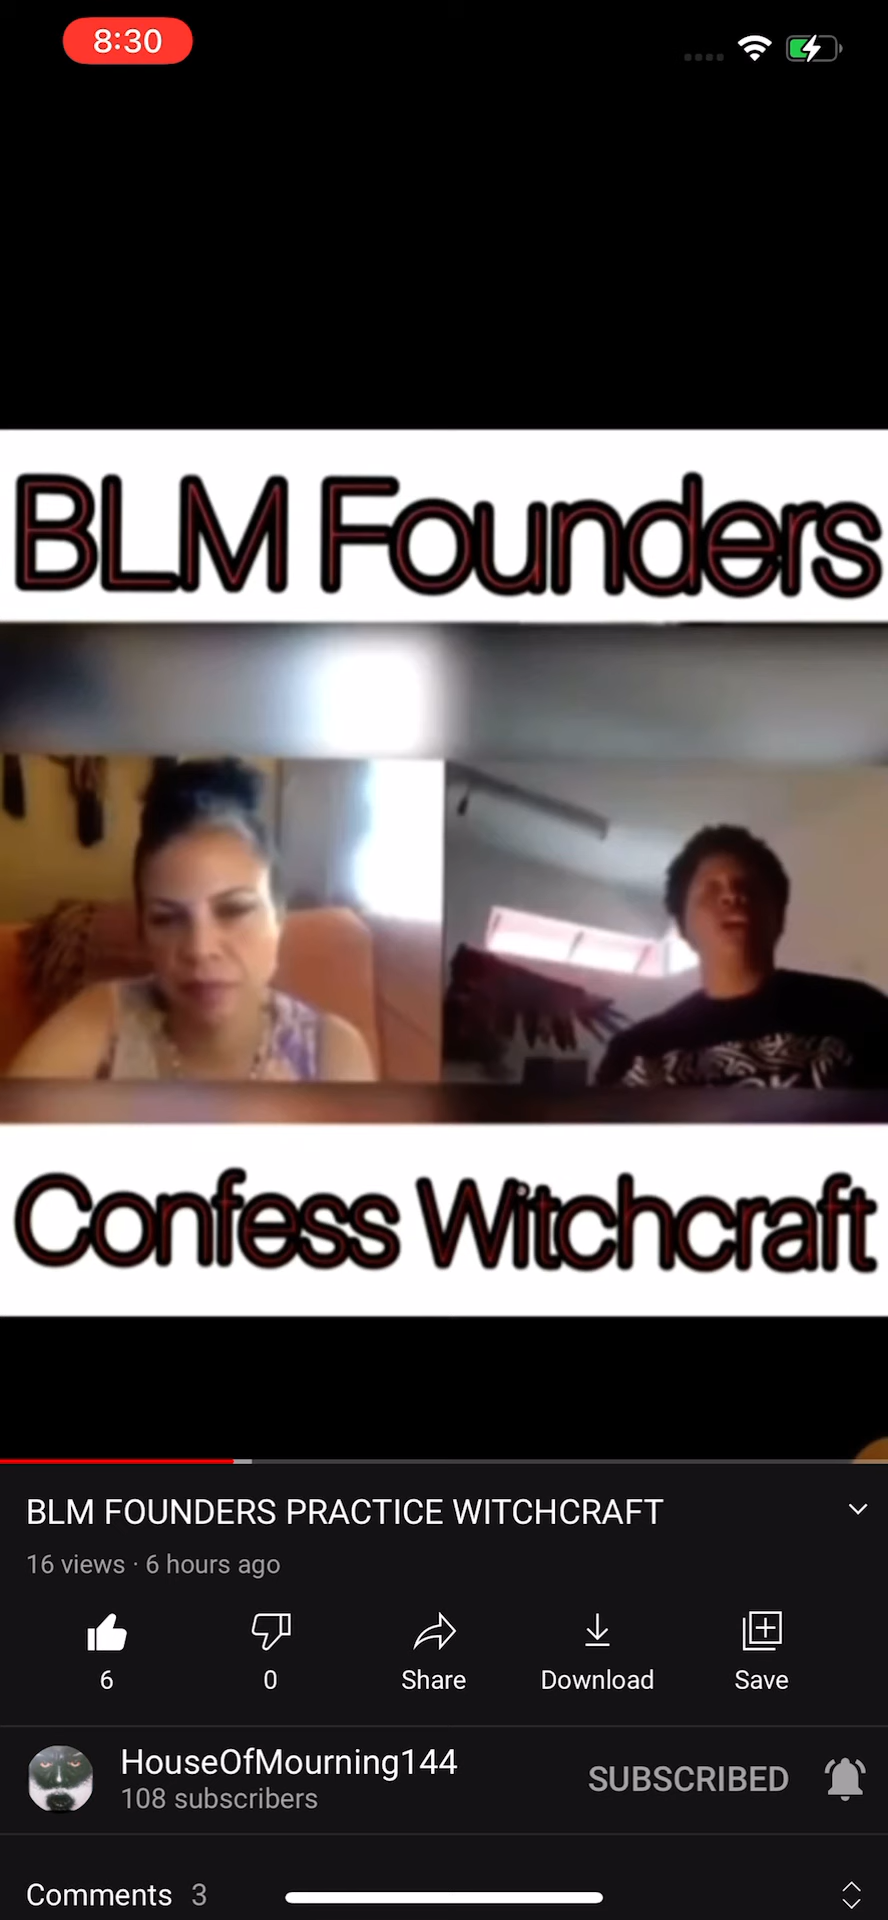 8:30
BLM Founders
Confess Witchcraft
BLM FOUNDERS PRACTICE WITCHCRAFT
16 views · 6 hours ago
6
0
Share
Download
Save
HouseOfMourning144
108 subscribers
SUBSCRIBED
Comments 3